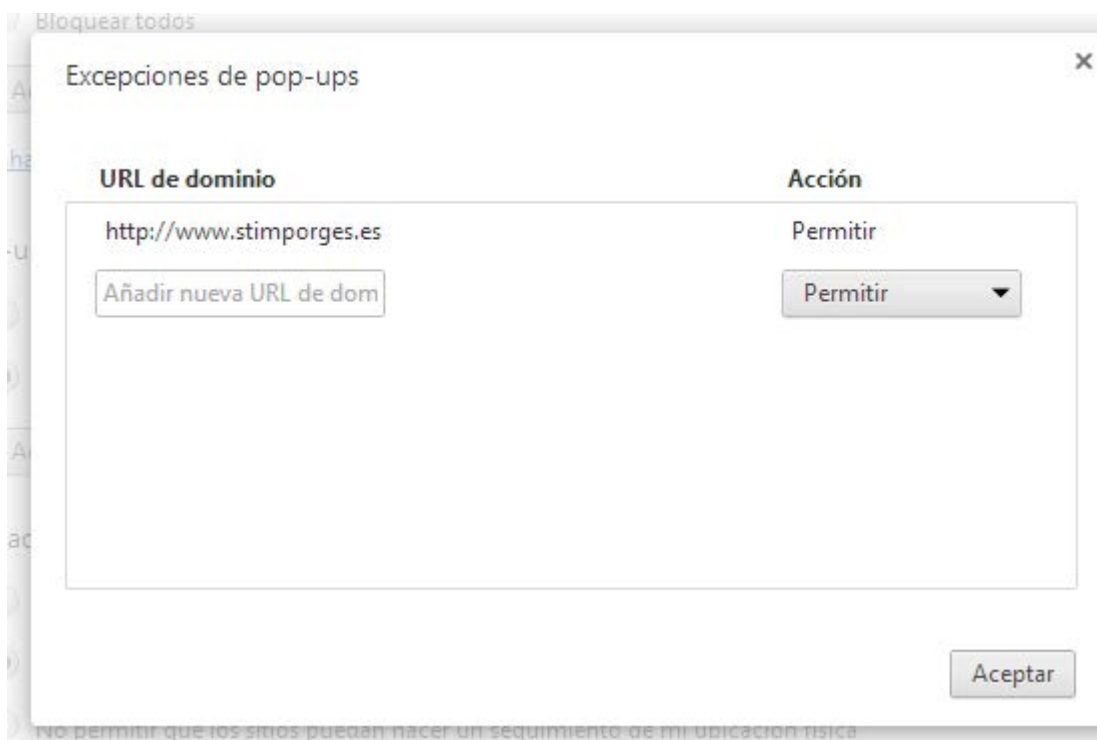 Bloquear todos
Excepciones de pop-ups
URL de dominio Acción
http://www.stimporges.es Permitir
Añadir nueva URL de dom Permitir
Aceptar
No permitir que los sitios puedan hacer un seguimiento de mi ubicación física